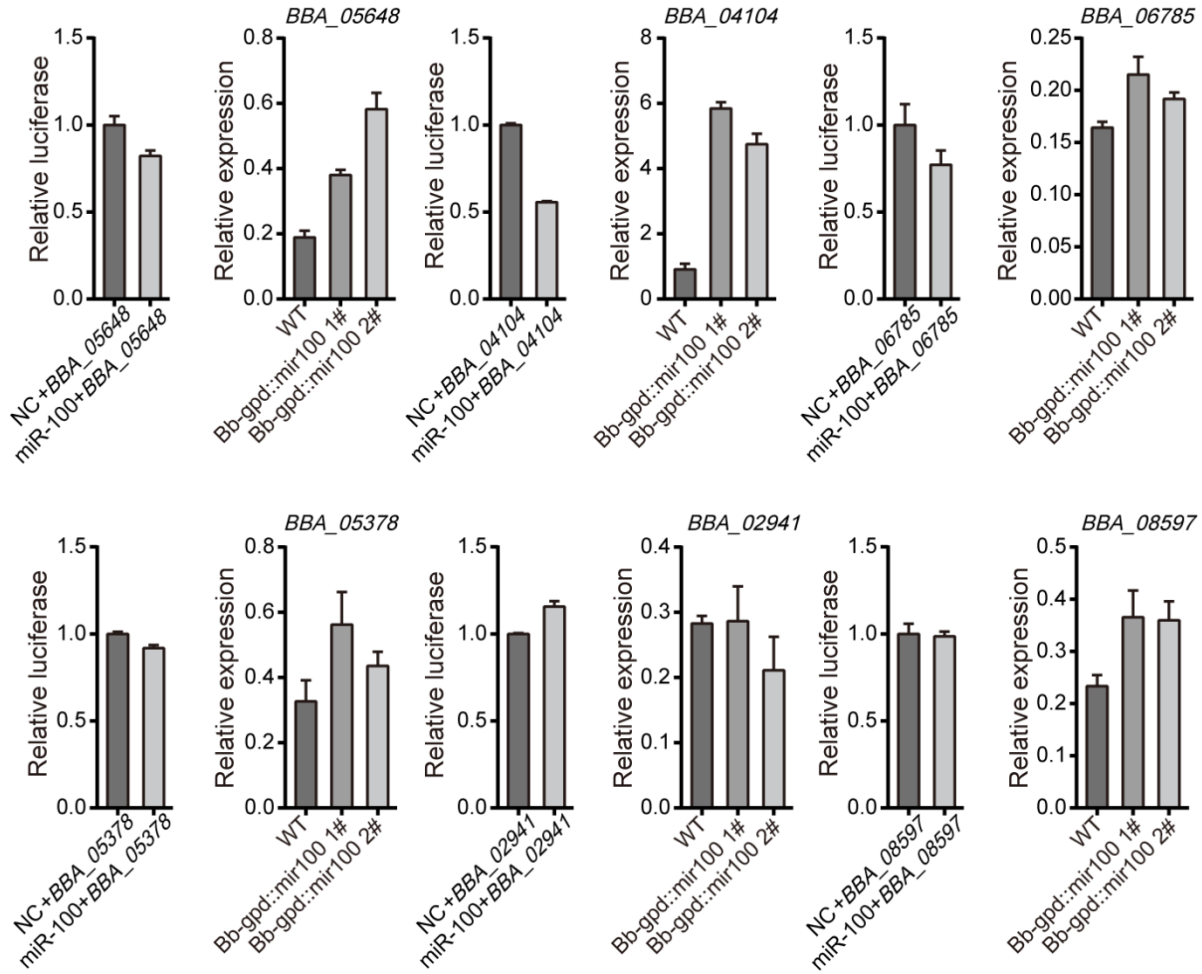 BBA_05648
BBA_04104
BBA_06785
Relative luciferase
1.5
1.0
0.5
0.0
NC+BBA_05648
miR-100+BBA_05648
Relative expression
0.8
0.6
0.4
0.2
0.0
WT
Bb-gpd::mir100 1#
Bb-gpd::mir100 2#
Relative luciferase
1.5
1.0
0.5
0.0
NC+BBA_04104
miR-100+BBA_04104
Relative expression
8
6
4
2
0
WT
Bb-gpd::mir100 1#
Bb-gpd::mir100 2#
Relative luciferase
1.5
1.0
0.5
0.0
NC+BBA_06785
miR-100+BBA_06785
Relative expression
0.25
0.20
0.15
0.10
0.05
0.00
WT
Bb-gpd::mir100 1#
Bb-gpd::mir100 2#
BBA_05378
BBA_02941
BBA_08597
Relative luciferase
1.5
1.0
0.5
0.0
NC+BBA_05378
miR-100+BBA_05378
Relative expression
0.8
0.6
0.4
0.2
0.0
WT
Bb-gpd::mir100 1#
Bb-gpd::mir100 2#
Relative luciferase
1.5
1.0
0.5
0.0
NC+BBA_02941
miR-100+BBA_02941
Relative expression
0.4
0.3
0.2
0.1
0.0
WT
Bb-gpd::mir100 1#
Bb-gpd::mir100 2#
Relative luciferase
1.5
1.0
0.5
0.0
NC+BBA_08597
miR-100+BBA_08597
Relative expression
0.5
0.4
0.3
0.2
0.1
0.0
WT
Bb-gpd::mir100 1#
Bb-gpd::mir100 2#